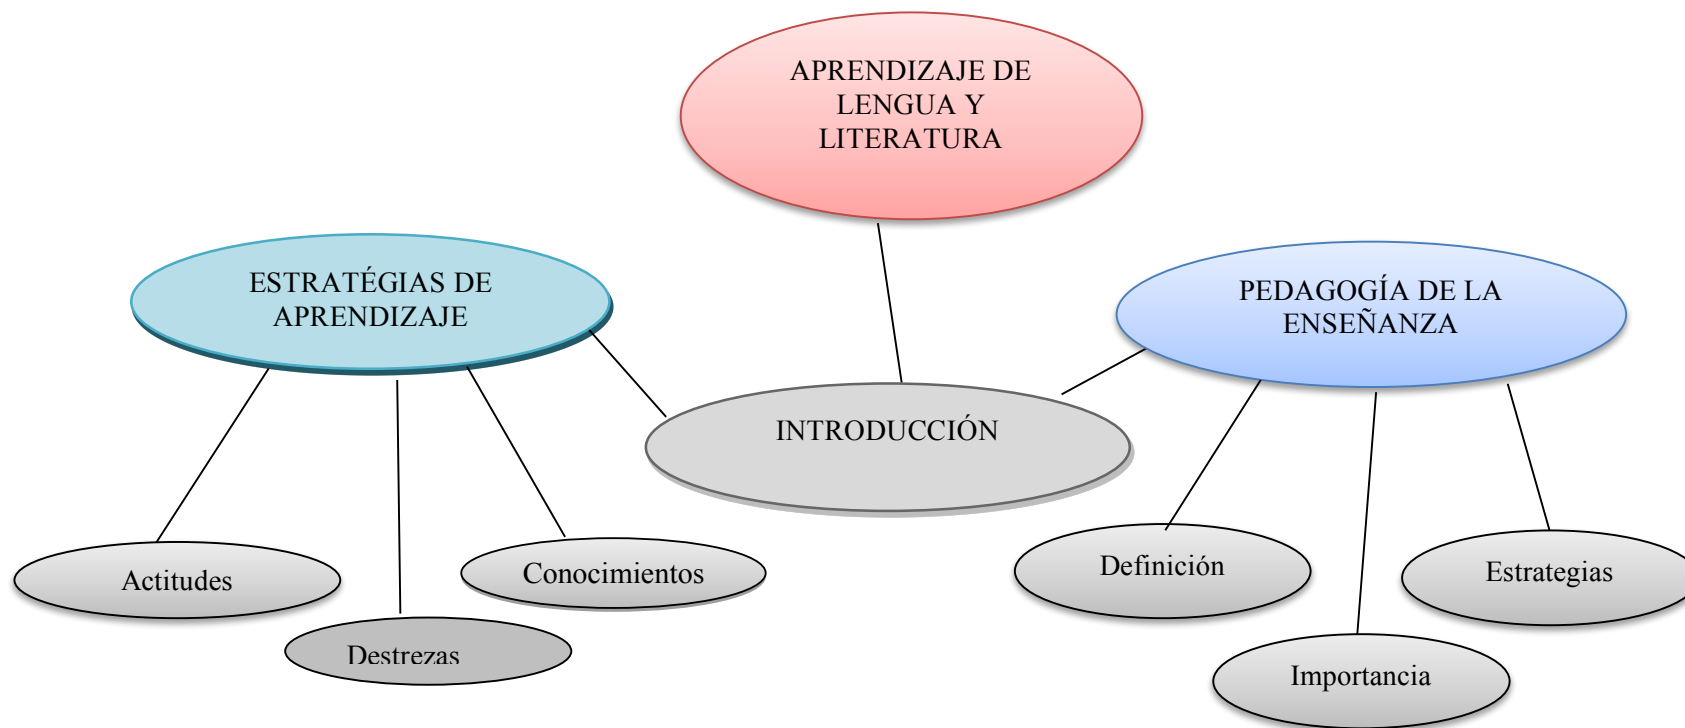 APRENDIZAJE DE
LENGUA Y
LITERATURA
ESTRATÉGIAS DE
APRENDIZAJE
PEDAGOGÍA DE LA
ENSEÑANZA
INTRODUCCIÓN
Actitudes
Conocimientos
Destrezas
Definición
Estrategias
Importancia